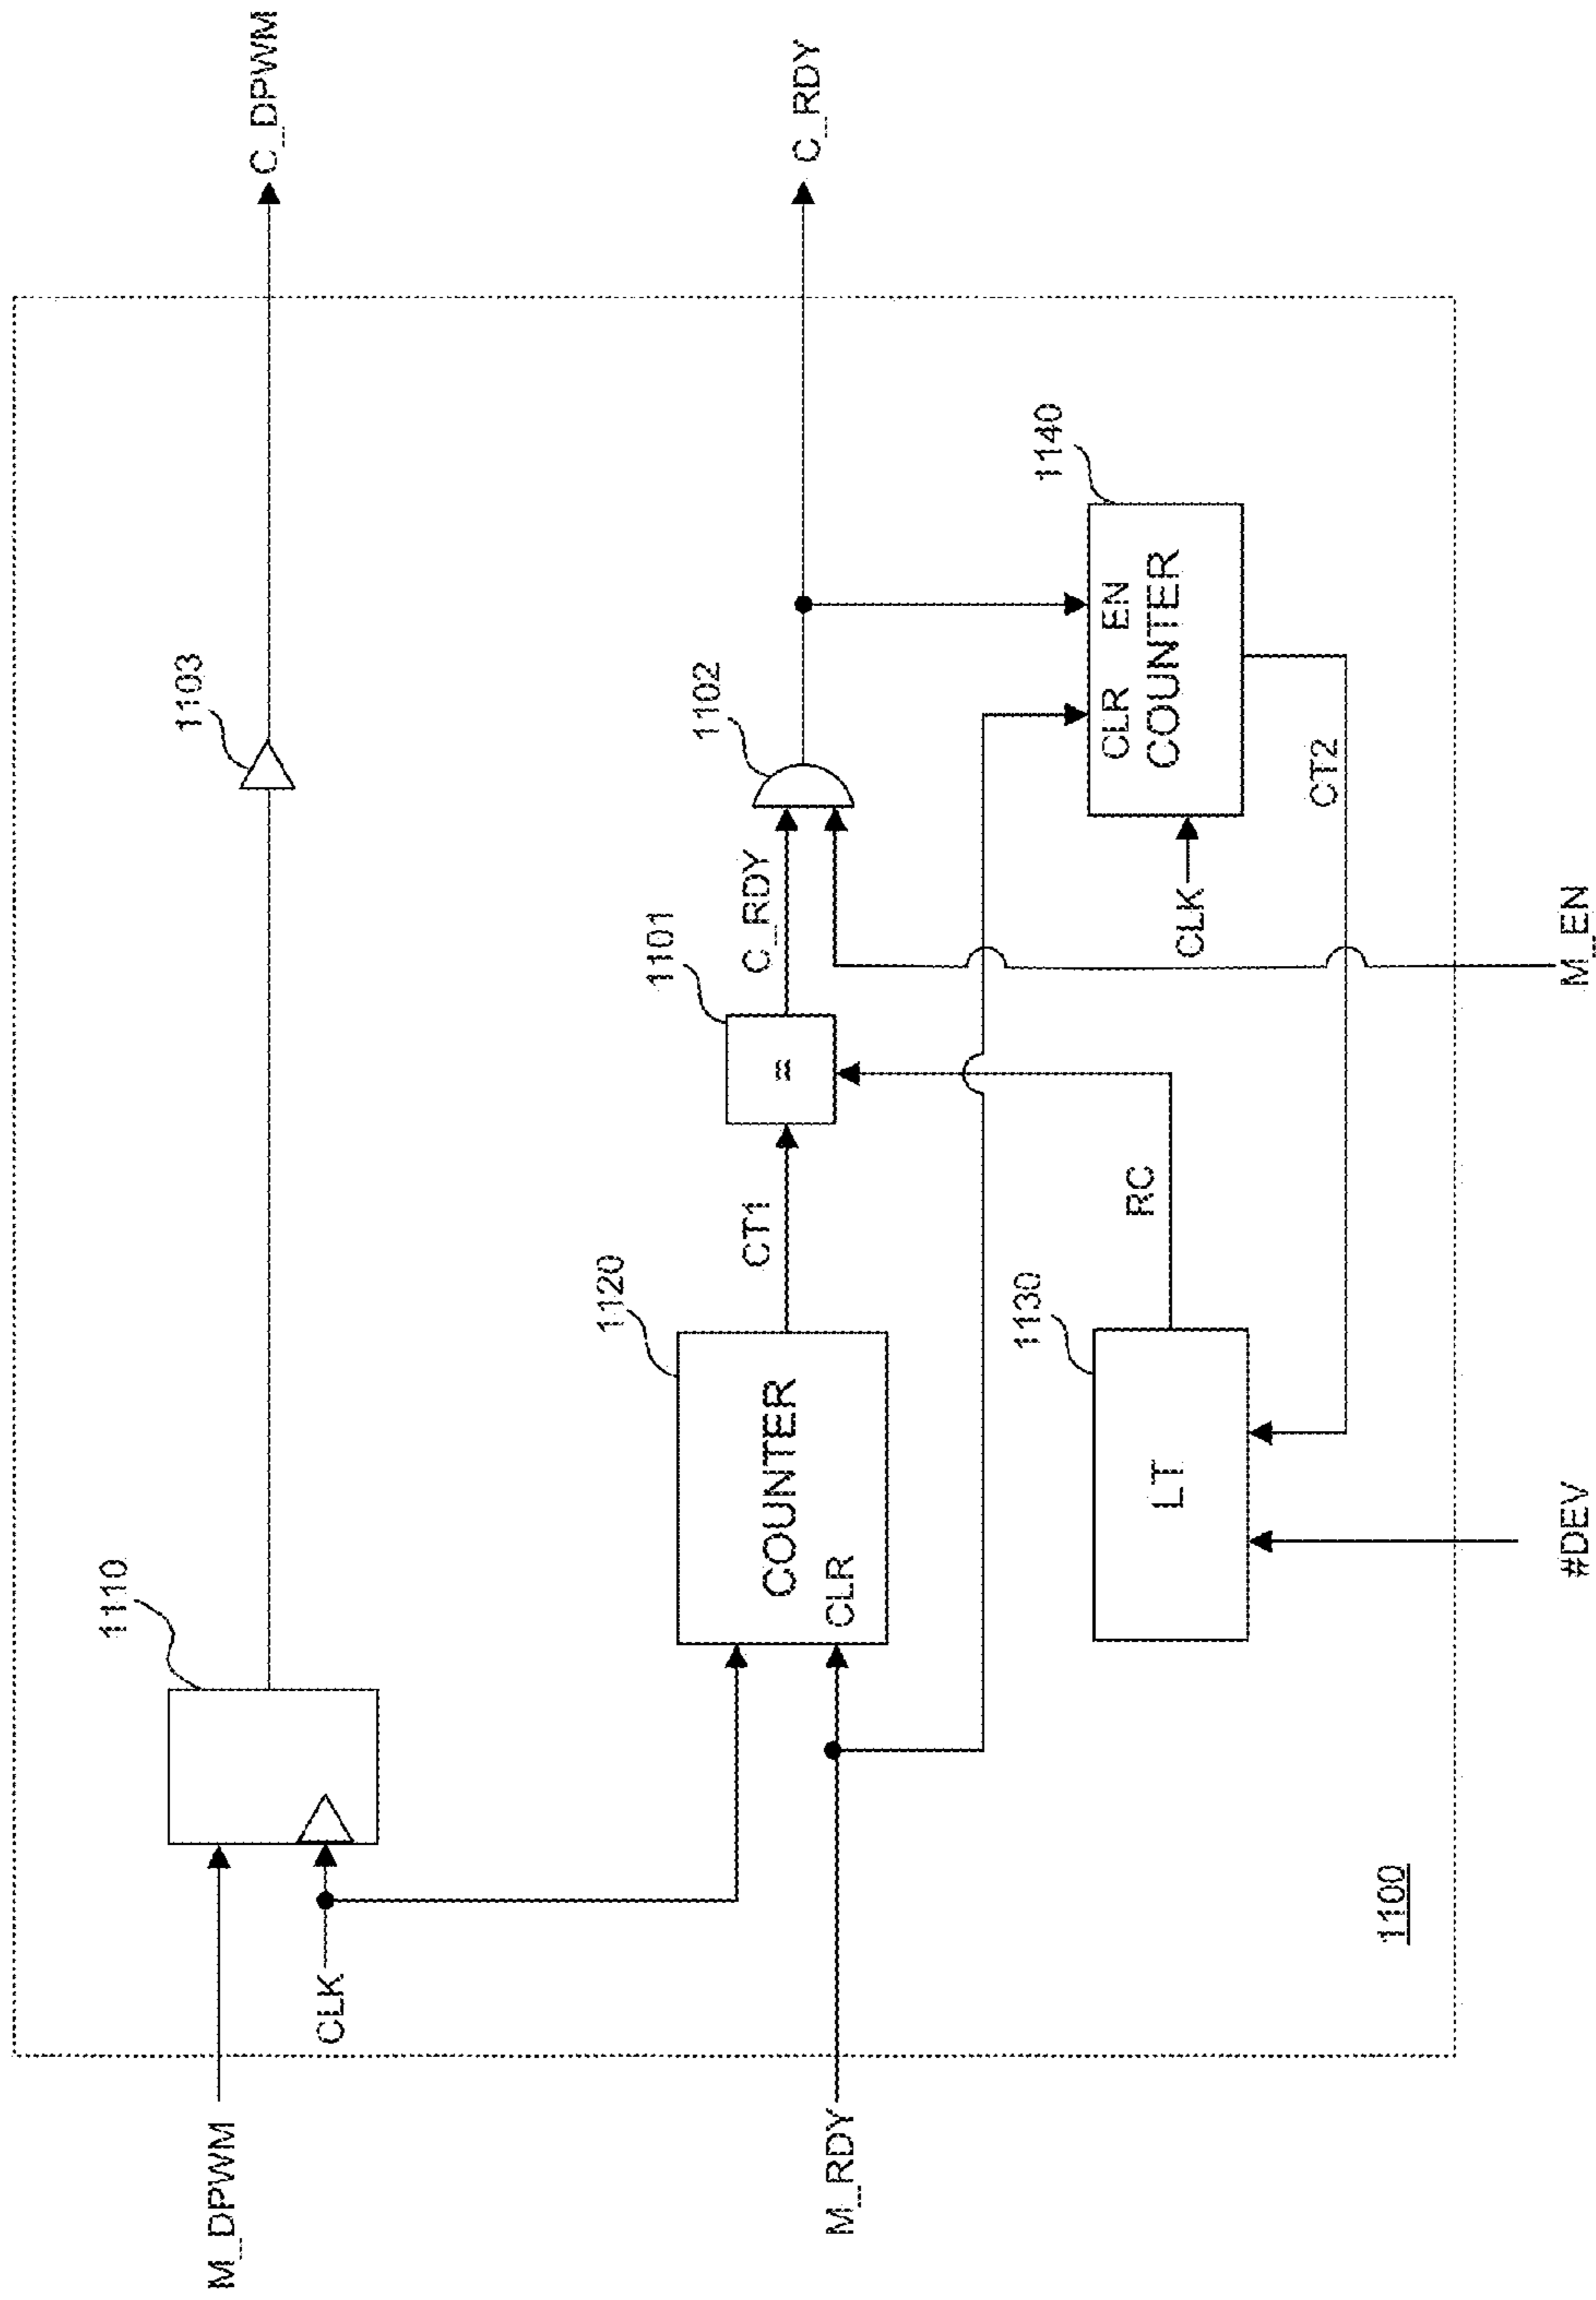 M_DPWM
CLK
1110
1103
C_DPWM
M_RDY
COUNTER
CLR
1120
CT1
=
1101
C_RDY
1102
C_RDY
LT
1130
RC
CLK
CLR EN
COUNTER
1140
CT2
1100
#DEV
M_EN